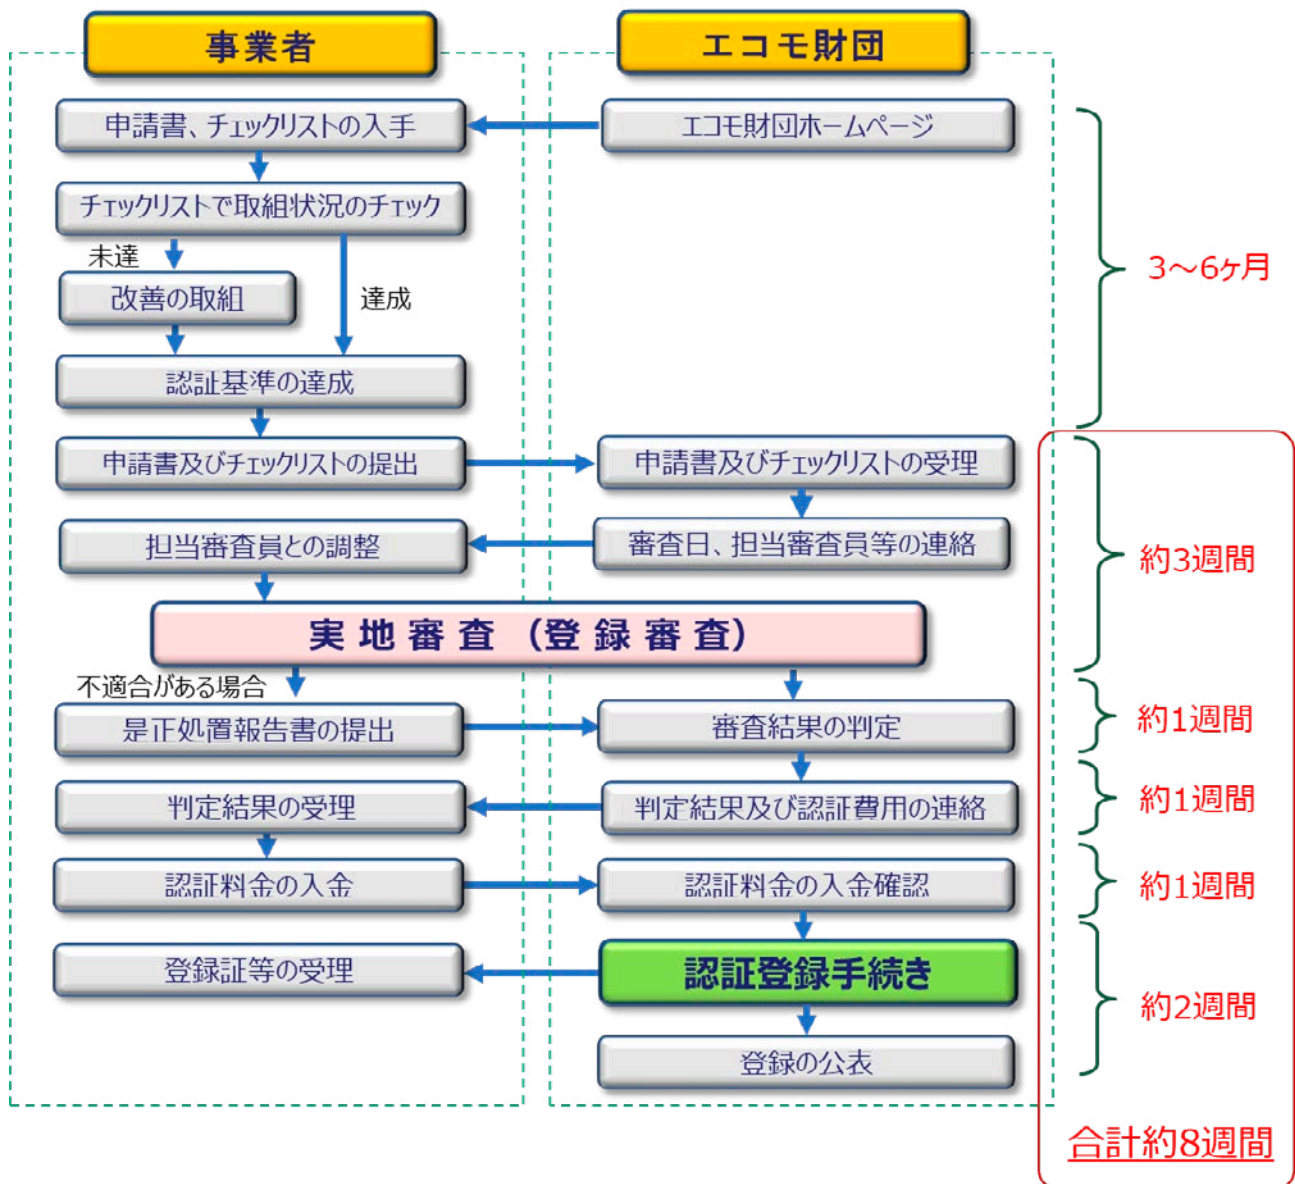 事業者
エコモ財団
申請書、チェックリストの入手
エコモ財団ホームページ
チェックリストで取組状況のチェック
未達
改善の取組
達成
認証基準の達成
3～6ヶ月
申請書及びチェックリストの提出
申請書及びチェックリストの受理
担当審査員との調整
審査日、担当審査員等の連絡
約3週間
実地審査（登録審査）
不適合がある場合
是正処置報告書の提出
審査結果の判定
約1週間
判定結果の受理
判定結果及び認証費用の連絡
約1週間
認証料金の入金
認証料金の入金確認
約1週間
登録証等の受理
認証登録手続き
約2週間
登録の公表
合計約8週間